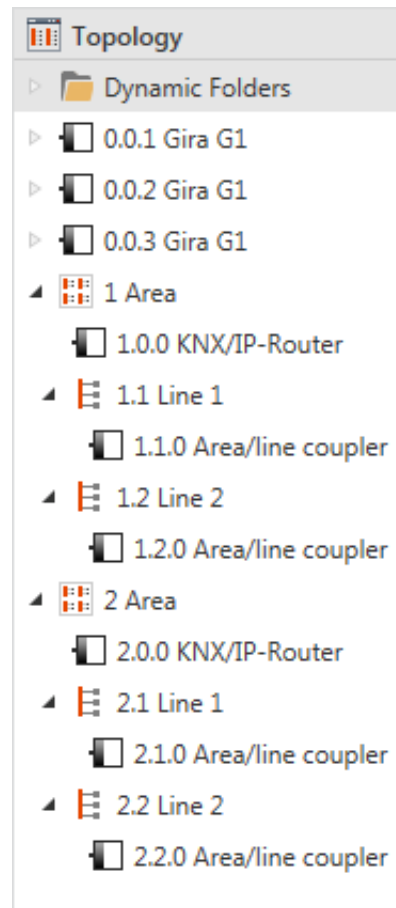 Topology
Dynamic Folders
0.0.1 Gira G1
0.0.2 Gira G1
0.0.3 Gira G1
1 Area
1.0.0 KNX/IP-Router
1.1 Line 1
1.1.0 Area/line coupler
1.2 Line 2
1.2.0 Area/line coupler
2 Area
2.0.0 KNX/IP-Router
2.1 Line 1
2.1.0 Area/line coupler
2.2 Line 2
2.2.0 Area/line coupler